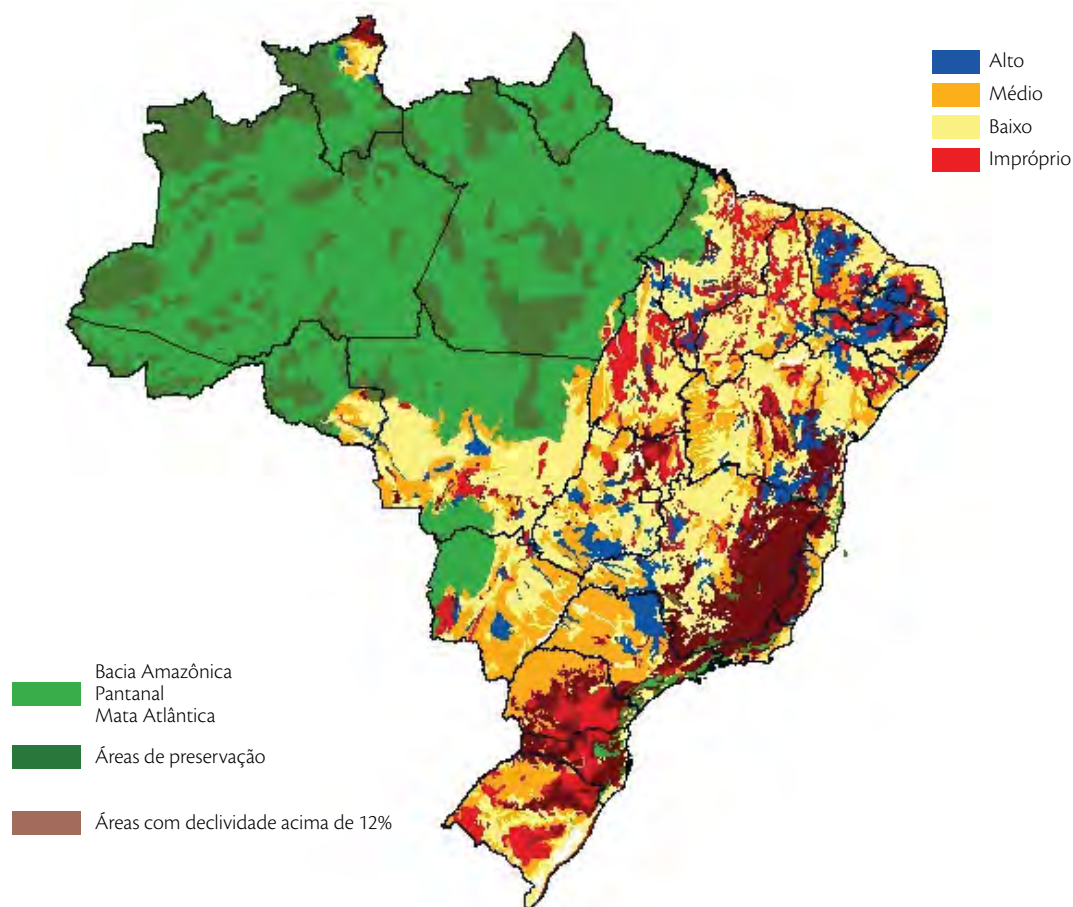 Alto
Médio
Baixo
Impróprio
Bacia Amazônica
Pantanal
Mata Atlântica
Áreas de preservação
Áreas com declividade acima de 12%